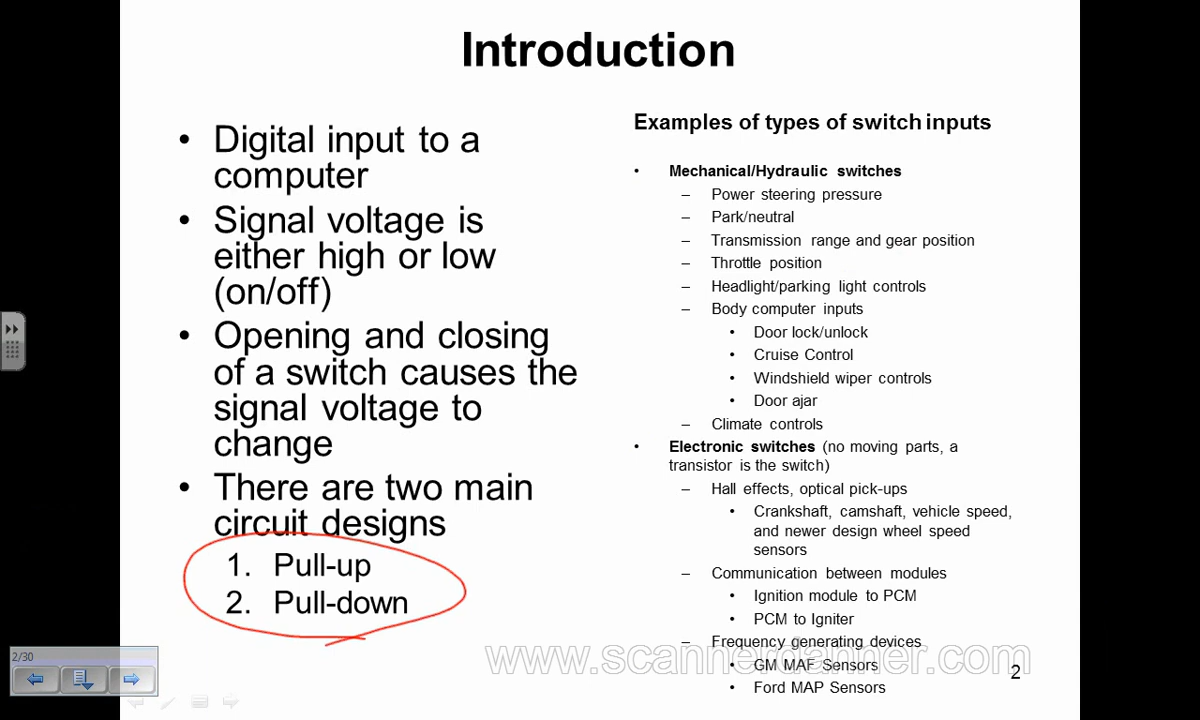 Introduction
• Digital input to a
computer
• Signal voltage is
either high or low
(on/off)
• Opening and closing
of a switch causes the
signal voltage to
change
• There are two main
circuit designs
1. Pull-up
2. Pull-down
Examples of types of switch inputs
• Mechanical/Hydraulic switches
– Power steering pressure
– Park/neutral
– Transmission range and gear position
– Throttle position
– Headlight/parking light controls
– Body computer inputs
• Door lock/unlock
• Cruise Control
• Windshield wiper controls
• Door ajar
– Climate controls
• Electronic switches (no moving parts, a
transistor is the switch)
– Hall effects, optical pick-ups
• Crankshaft, camshaft, vehicle speed,
and newer design wheel speed
sensors
– Communication between modules
• Ignition module to PCM
• PCM to Igniter
– Frequency generating devices
• GM MAF Sensors
• Ford MAP Sensors
2/30
www.scannerdanner.com
2